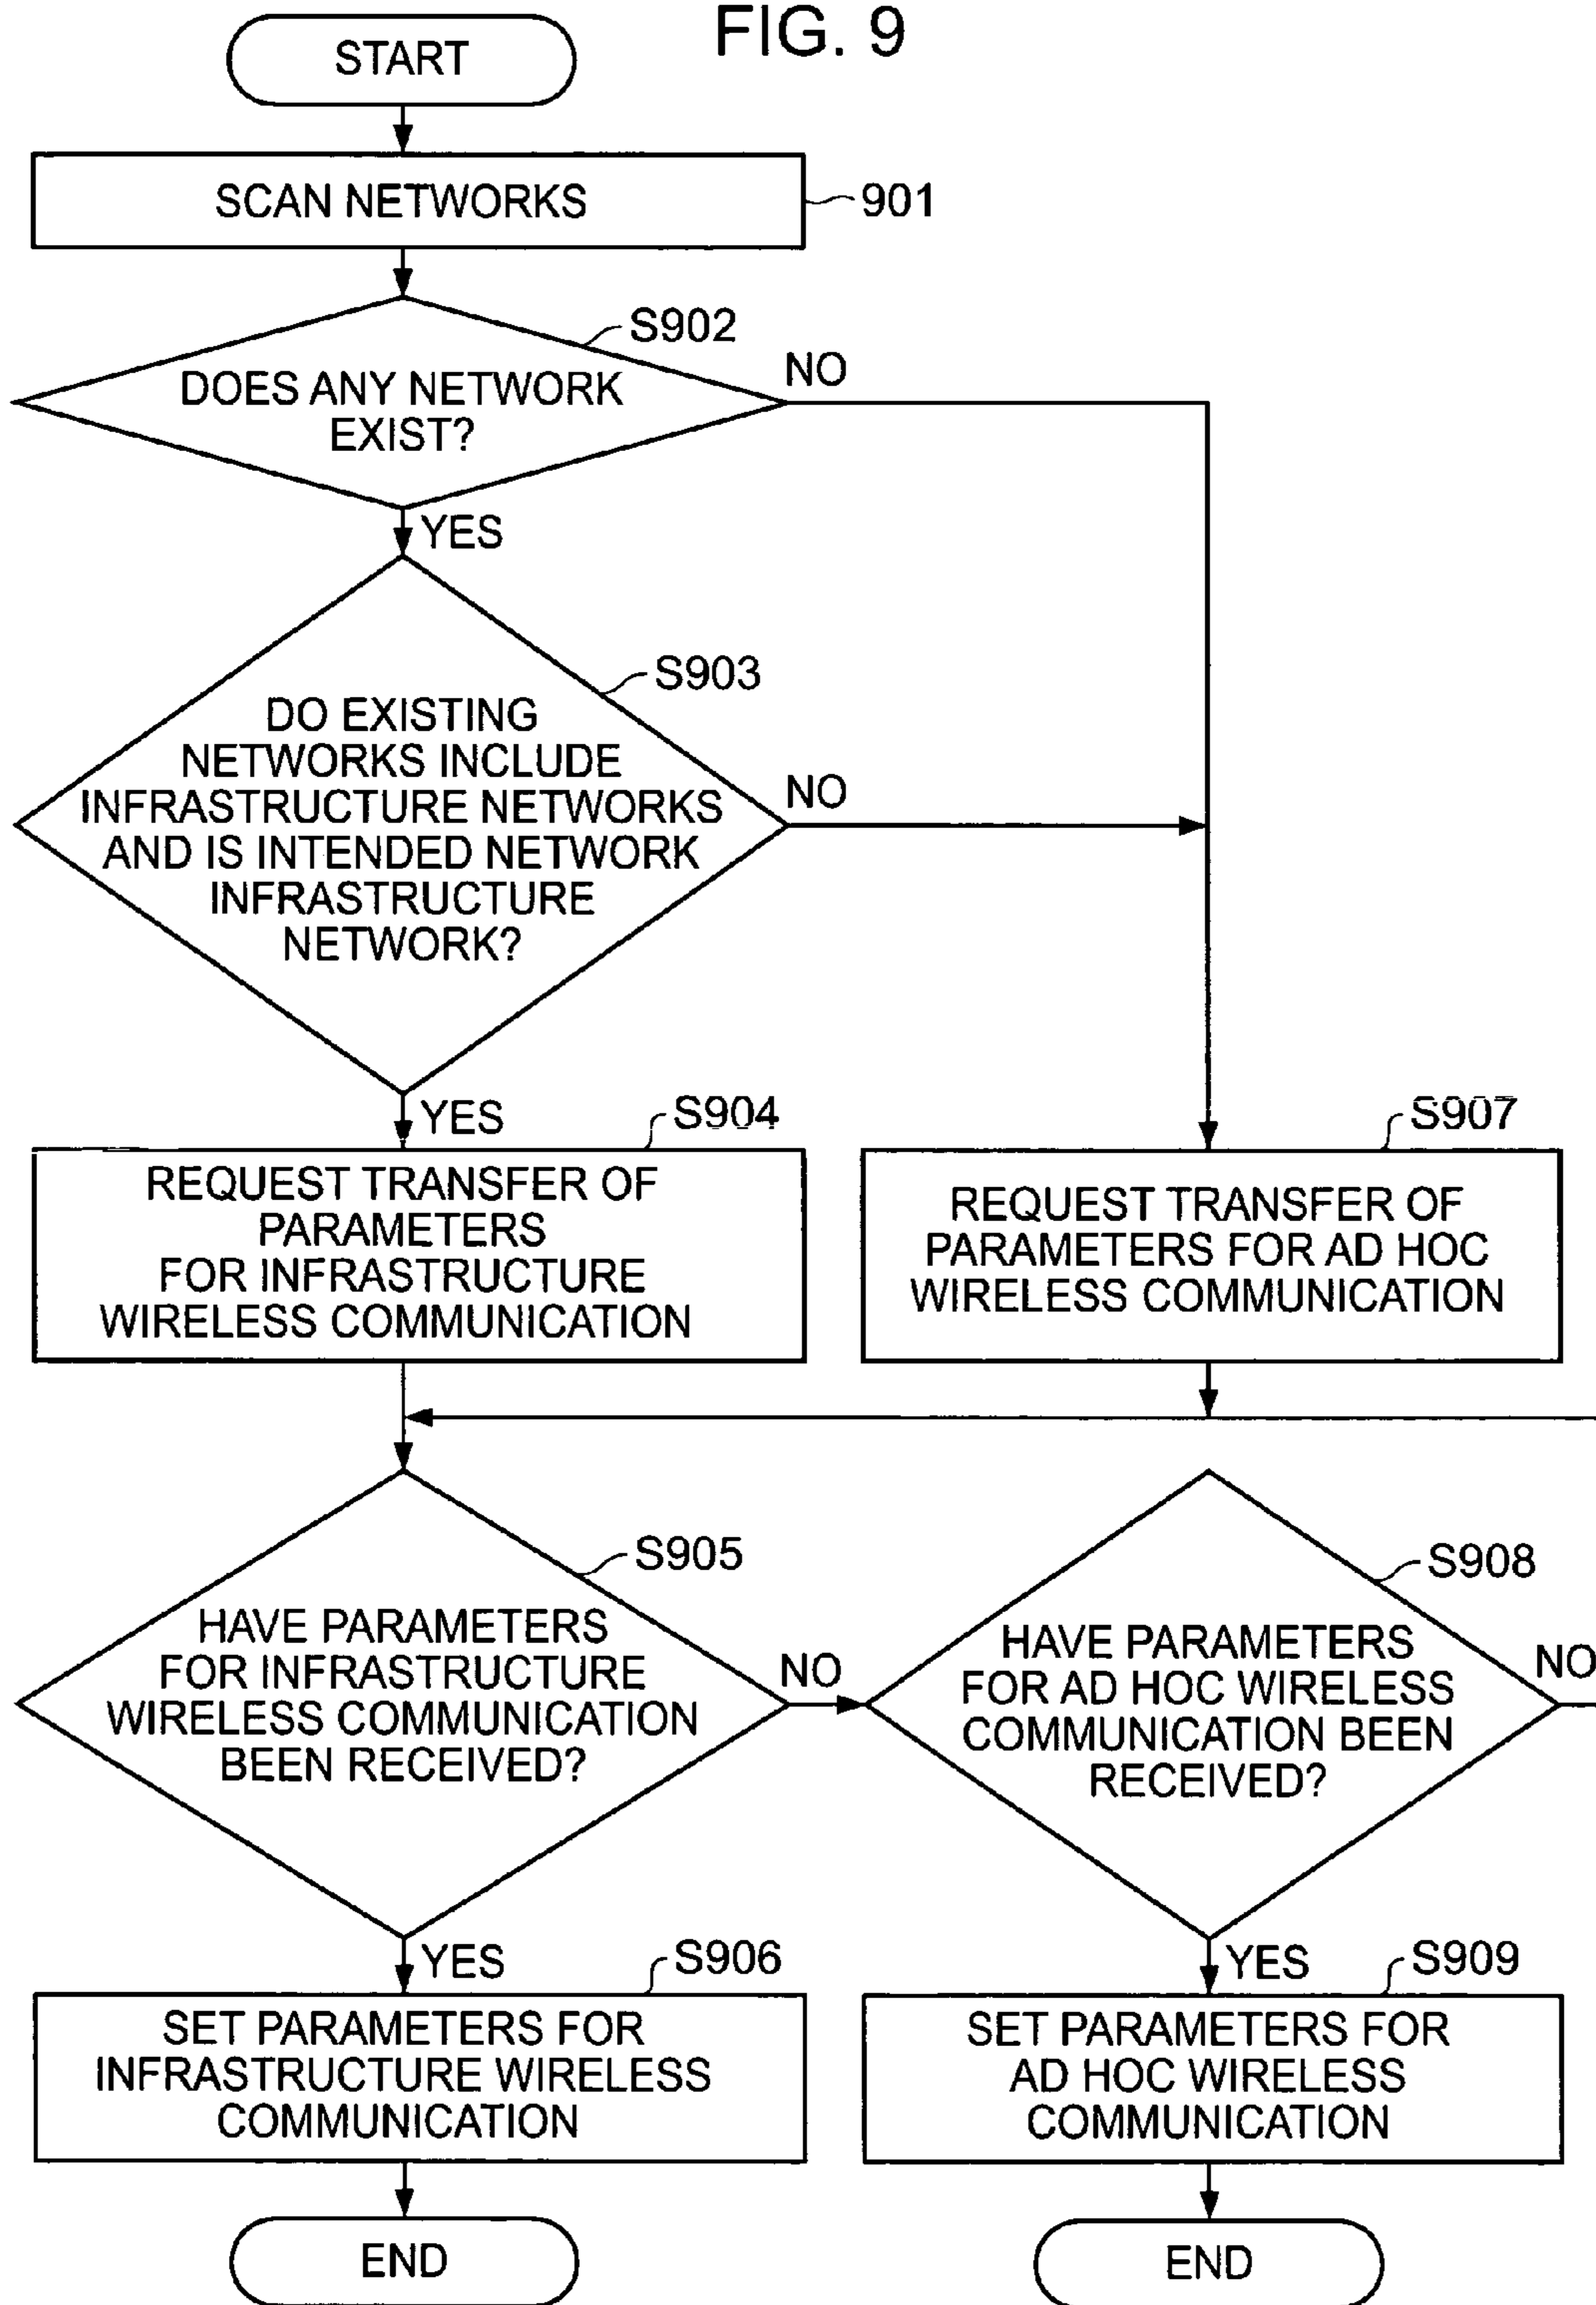 FIG. 9
START
SCAN NETWORKS
901
S902
DOES ANY NETWORK
EXIST?
NO
YES
S903
DO EXISTING
NETWORKS INCLUDE
INFRASTRUCTURE NETWORKS
AND IS INTENDED NETWORK
INFRASTRUCTURE
NETWORK?
NO
YES
S904
REQUEST TRANSFER OF
PARAMETERS
FOR INFRASTRUCTURE
WIRELESS COMMUNICATION
S907
REQUEST TRANSFER OF
PARAMETERS FOR AD HOC
WIRELESS COMMUNICATION
S905
HAVE PARAMETERS
FOR INFRASTRUCTURE
WIRELESS COMMUNICATION
BEEN RECEIVED?
NO
YES
S908
HAVE PARAMETERS
FOR AD HOC WIRELESS
COMMUNICATION BEEN
RECEIVED?
NO
YES
S906
SET PARAMETERS FOR
INFRASTRUCTURE WIRELESS
COMMUNICATION
S909
SET PARAMETERS FOR
AD HOC WIRELESS
COMMUNICATION
END
END